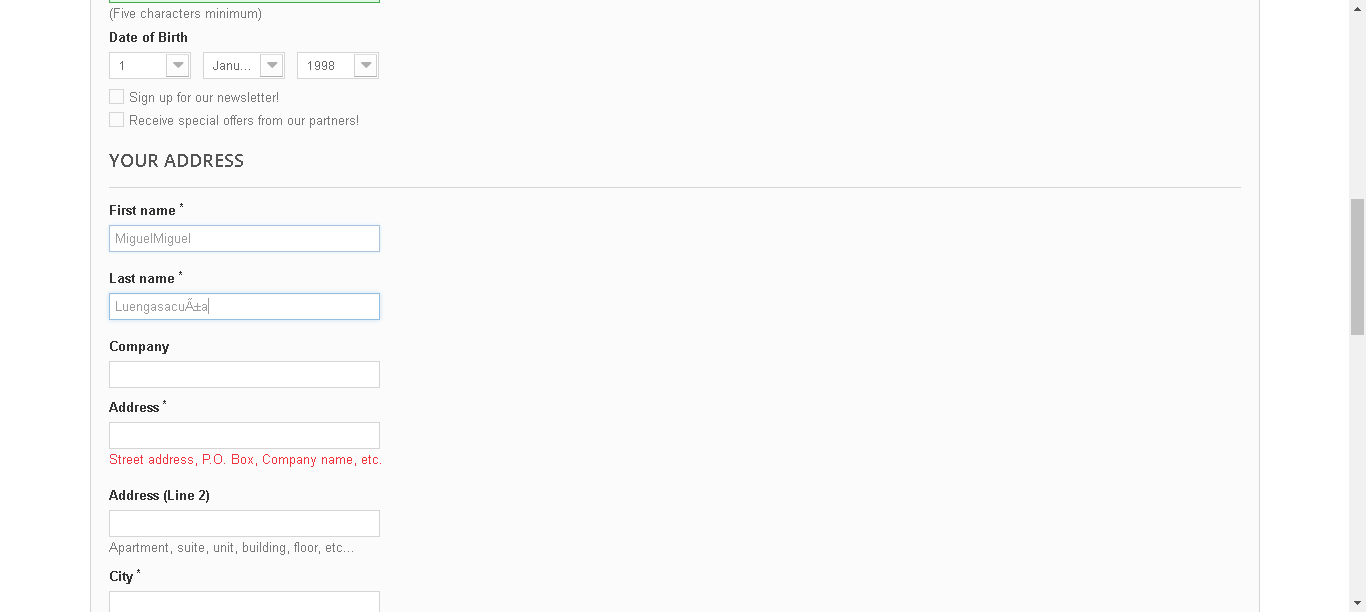 (Five characters minimum)
Date of Birth
1 Janu... 1998
Sign up for our newsletter!
Receive special offers from our partners!
YOUR ADDRESS
First name *
MiguelMiguel
Last name *
LuengasacuÃ±a
Company
Address *
Street address, P.O. Box, Company name, etc.
Address (Line 2)
Apartment, suite, unit, building, floor, etc...
City *